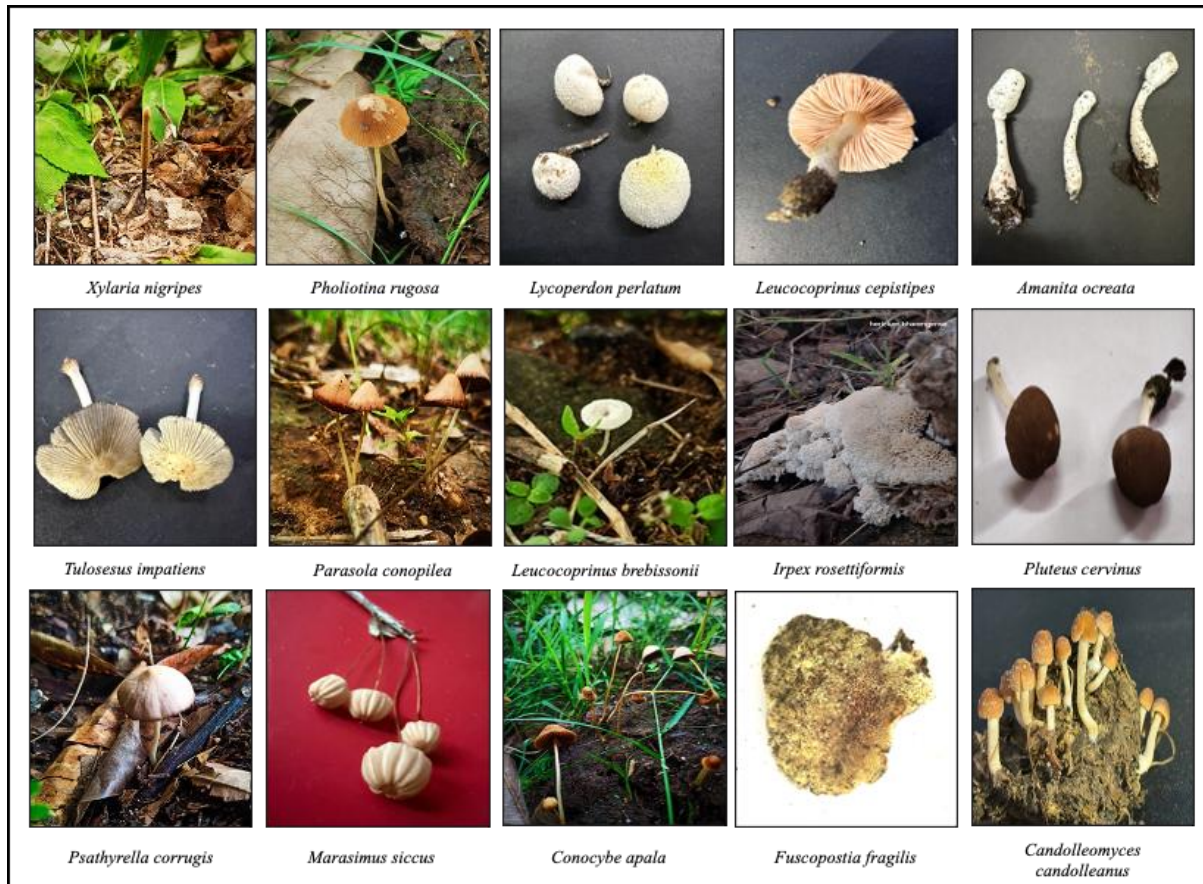 Xylaria nigripes
Pholiotina rugosa
Lycoperdon perlatum
Leucocoprinus cepistipes
Amanita ocreata
Tulosesus impatiens
Parasola conopilea
Leucocoprinus brebissonii
Irpex rosettiformis
Pluteus cervinus
Psathyrella corrugis
Marasimus siccus
Conocybe apala
Fuscopostia fragilis
Candolleomyces
candolleanus